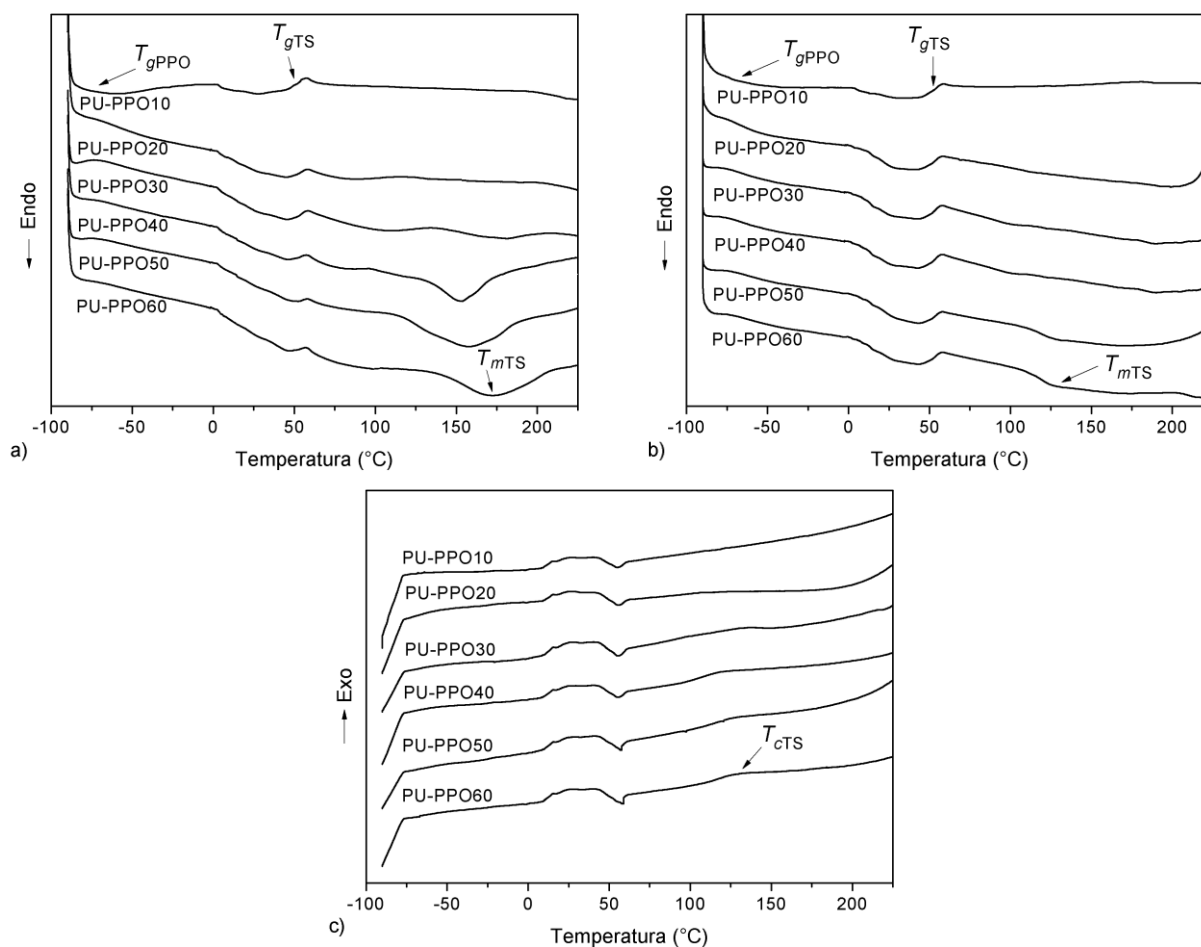 T_gPPO
T_gTS
PU-PPO10
PU-PPO20
PU-PPO30
PU-PPO40
PU-PPO50
PU-PPO60
T_mTS
← Endo
-100 -50 0 50 100 150 200
Temperatura (°C)
a)
T_gPPO
T_gTS
PU-PPO10
PU-PPO20
PU-PPO30
PU-PPO40
PU-PPO50
PU-PPO60
T_mTS
← Endo
-100 -50 0 50 100 150 200
Temperatura (°C)
b)
PU-PPO10
PU-PPO20
PU-PPO30
PU-PPO40
PU-PPO50
PU-PPO60
T_cTS
→ Exo
-100 -50 0 50 100 150 200
Temperatura (°C)
c)